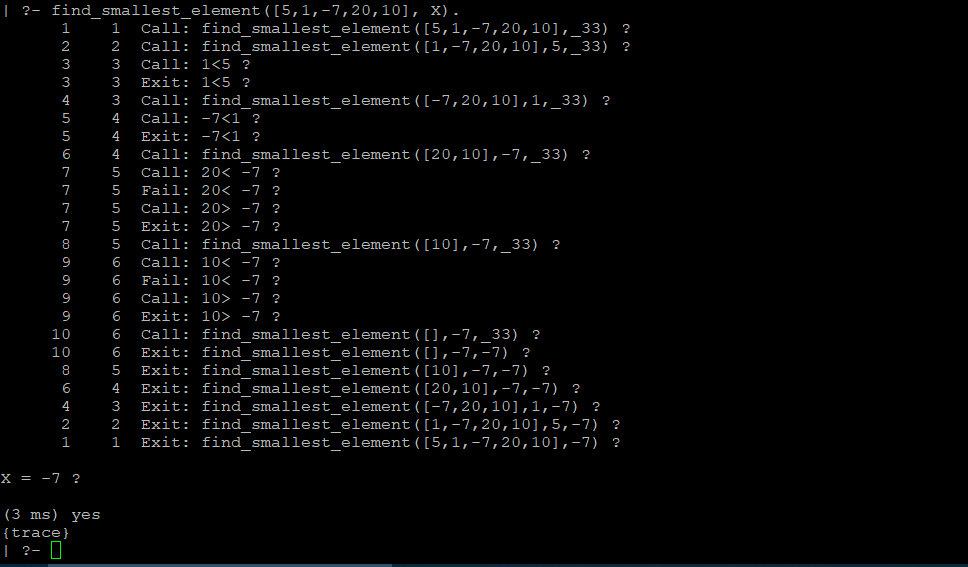 | ?- find_smallest_element([5,1,-7,20,10], X).
      1    1  Call: find_smallest_element([5,1,-7,20,10],_33) ?
      2    2  Call: find_smallest_element([1,-7,20,10],5,_33) ?
      3    3  Call: 1<5 ?
      3    3  Exit: 1<5 ?
      4    3  Call: find_smallest_element([-7,20,10],1,_33) ?
      5    4  Call: -7<1 ?
      5    4  Exit: -7<1 ?
      6    4  Call: find_smallest_element([20,10],-7,_33) ?
      7    5  Call: 20< -7 ?
      7    5  Fail: 20< -7 ?
      7    5  Call: 20> -7 ?
      7    5  Exit: 20> -7 ?
      8    5  Call: find_smallest_element([10],-7,_33) ?
      9    6  Call: 10< -7 ?
      9    6  Fail: 10< -7 ?
      9    6  Call: 10> -7 ?
      9    6  Exit: 10> -7 ?
     10    6  Call: find_smallest_element([],-7,_33) ?
     10    6  Exit: find_smallest_element([],-7,-7) ?
      8    5  Exit: find_smallest_element([10],-7,-7) ?
      6    4  Exit: find_smallest_element([20,10],-7,-7) ?
      4    3  Exit: find_smallest_element([-7,20,10],1,-7) ?
      2    2  Exit: find_smallest_element([1,-7,20,10],5,-7) ?
      1    1  Exit: find_smallest_element([5,1,-7,20,10],-7) ?
X = -7 ?
(3 ms) yes
{trace}
| ?-